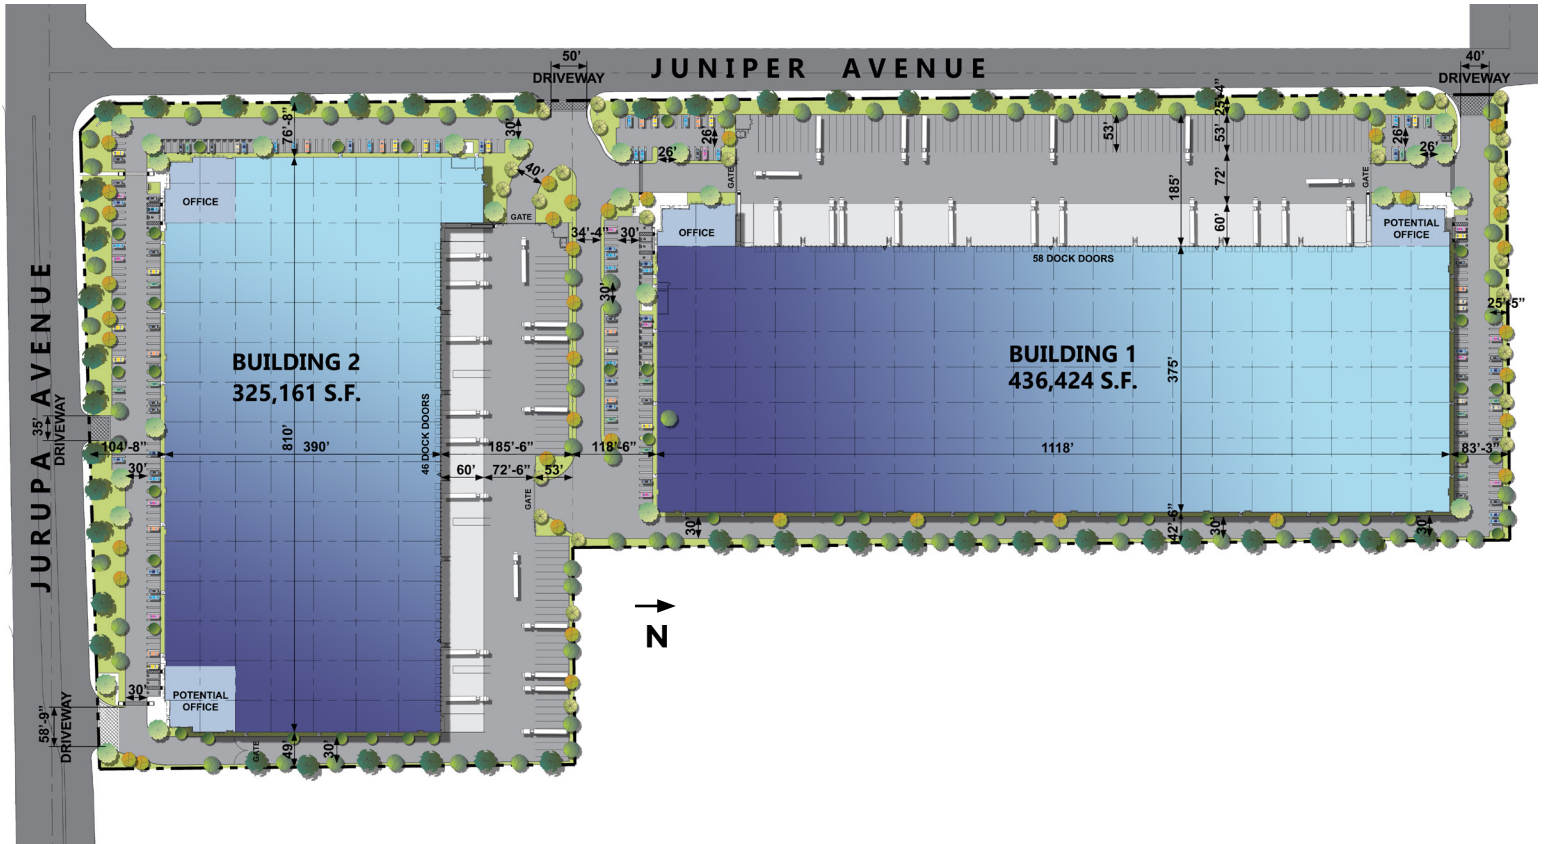 JUNIPER AVENUE
50'
DRIVEWAY
40'
DRIVEWAY
76'-8"
30'
40'
GATE
26'
26'
GATE
53'
25'-4"
53'
72'
185'
60'
GATE
26'
26'
OFFICE
OFFICE
POTENTIAL
OFFICE
34'-4"
30'
30'
58 DOCK DOORS
25'-5"
BUILDING 2
325,161 S.F.
BUILDING 1
436,424 S.F.
375'
JURUPA AVENUE
35'
DRIVEWAY
104'-8"
30'
390'
810'
46 DOCK DOORS
185'-6"
60'
72'-6"
53'
GATE
118'-6"
1118'
83'-3"
30'
42'-6"
30'
30'
N
30'
58'-9"
DRIVEWAY
POTENTIAL
OFFICE
GATE
49'
30'